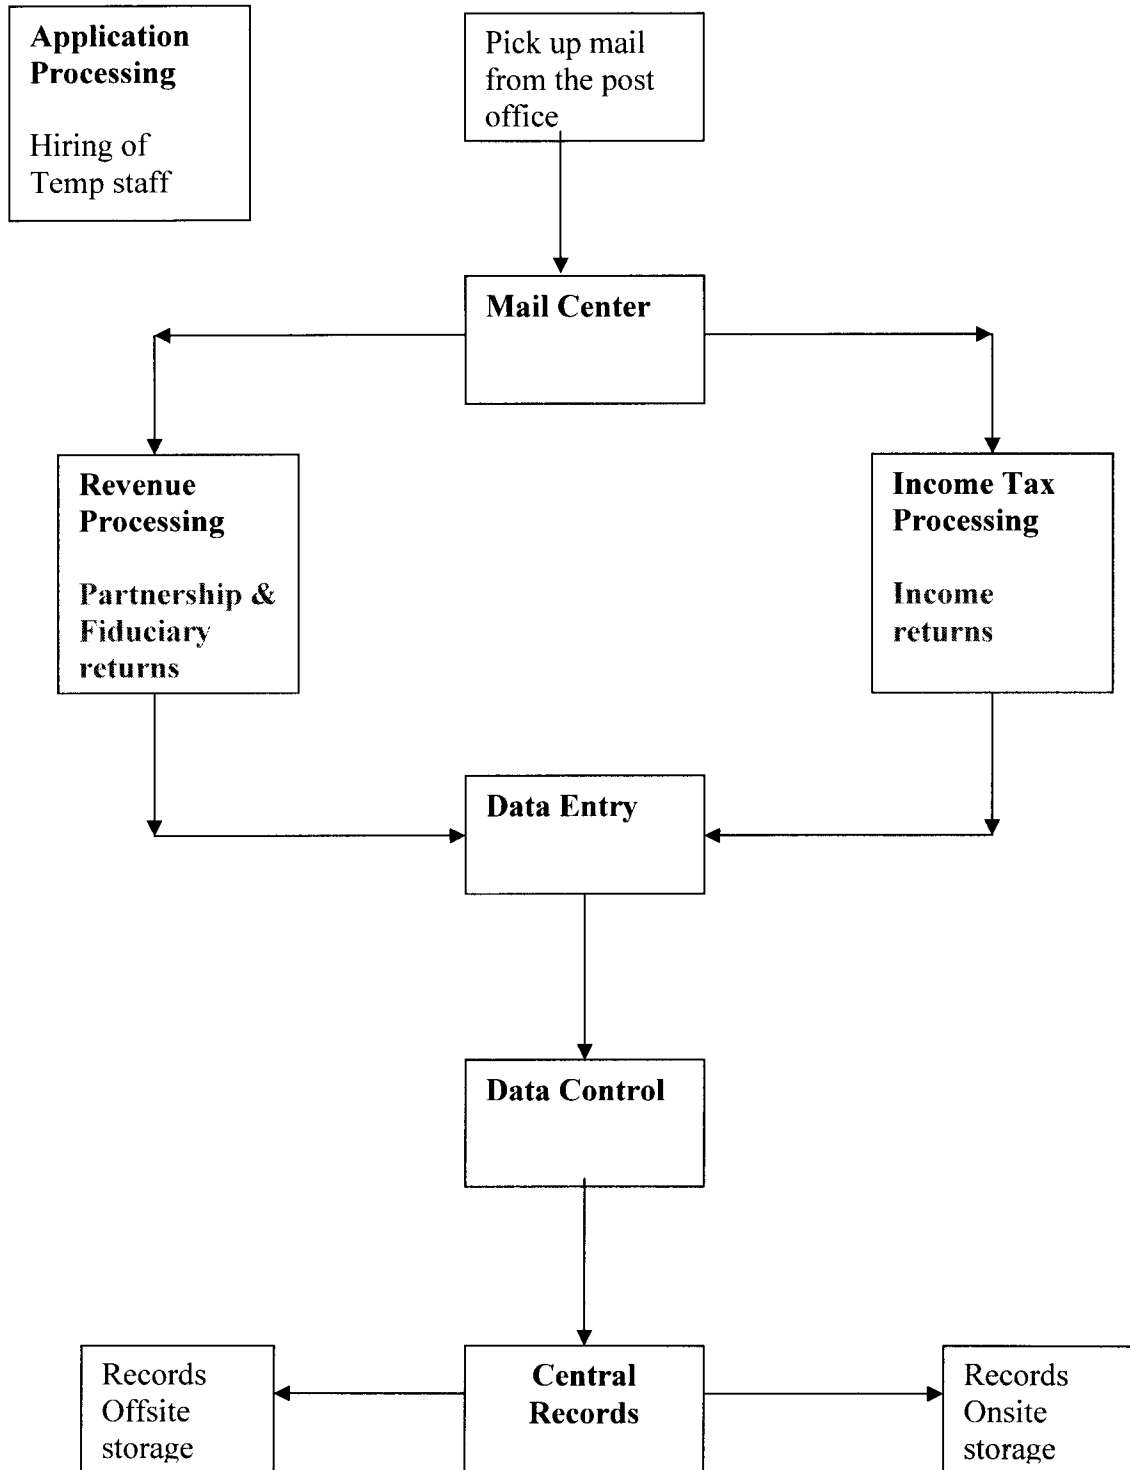 Application
Processing
Hiring of
Temp staff
Pick up mail
from the post
office
Mail Center
Revenue
Processing
Partnership &
Fiduciary
returns
Income Tax
Processing
Income
returns
Data Entry
Data Control
Records
Offsite
storage
Central
Records
Records
Onsite
storage